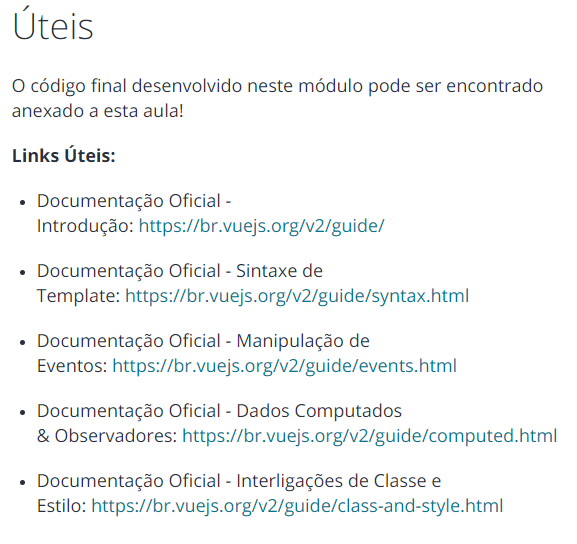 Úteis
O código final desenvolvido neste módulo pode ser encontrado
anexado a esta aula!
Links Úteis:
• Documentação Oficial -
Introdução: https://br.vuejs.org/v2/guide/
• Documentação Oficial - Sintaxe de
Template: https://br.vuejs.org/v2/guide/syntax.html
• Documentação Oficial - Manipulação de
Eventos: https://br.vuejs.org/v2/guide/events.html
• Documentação Oficial - Dados Computados
& Observadores: https://br.vuejs.org/v2/guide/computed.html
• Documentação Oficial - Interligações de Classe e
Estilo: https://br.vuejs.org/v2/guide/class-and-style.html